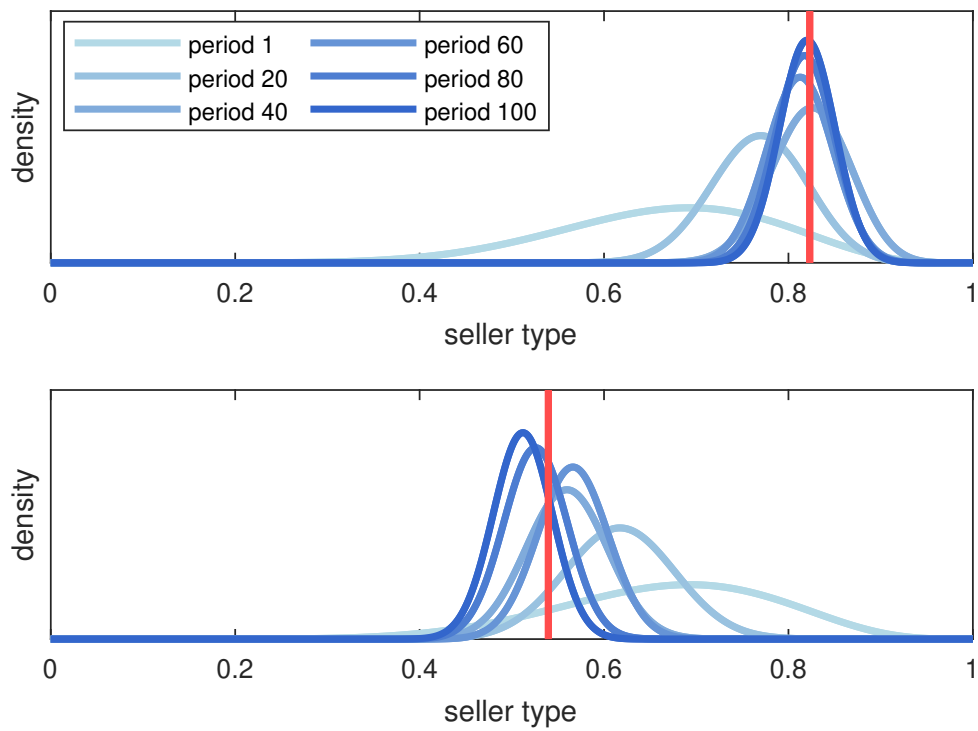 period 1
period 60
period 20
period 80
period 40
period 100
density
0
0.2
0.4
0.6
0.8
1
seller type
density
0
0.2
0.4
0.6
0.8
1
seller type